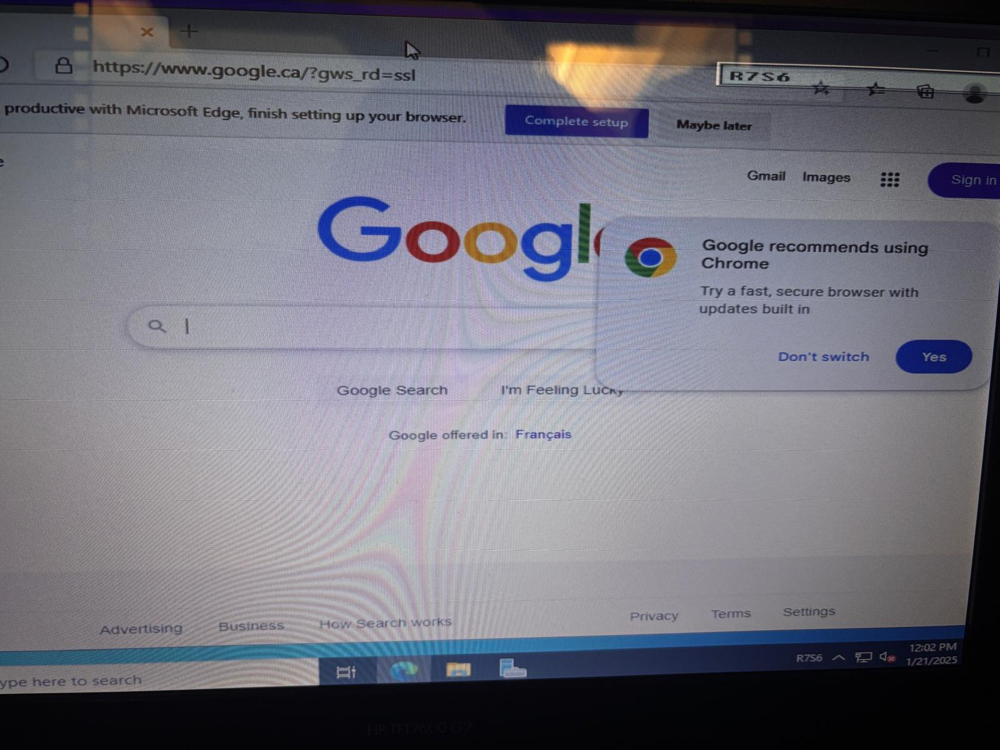 https://www.google.ca/?gws_rd=ssl
R7S6
productive with Microsoft Edge, finish setting up your browser.
Complete setup
Maybe later
Gmail
Images
Sign in
Googl
Google recommends using
Chrome
Try a fast, secure browser with
updates built in
Don't switch
Yes
Google Search
I'm Feeling Lucky
Google offered in: Français
Advertising
Business
How Search works
Privacy
Terms
Settings
ype here to search
R7S6
12:02 PM
1/21/2025
HP TFT7600 G2